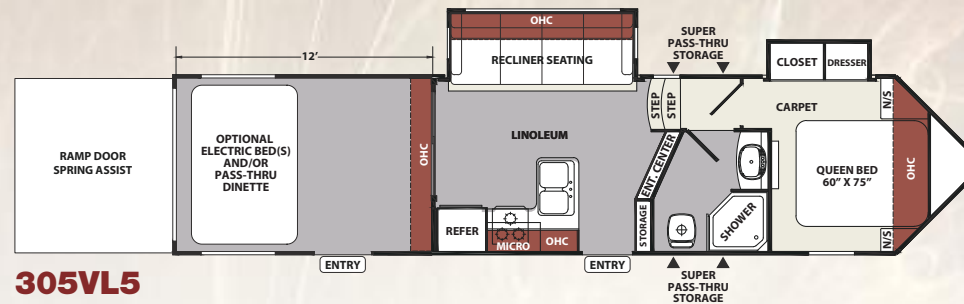 OHC
SUPER
PASS-THRU
STORAGE
12’
RECLINER SEATING
CLOSET
DRESSER
STEP
STEP
CARPET
N/S
LINOLEUM
OPTIONAL
ELECTRIC BED(S)
AND/OR
PASS-THRU
DINETTE
OHC
RAMP DOOR
SPRING ASSIST
ENT. CENTER
QUEEN BED
60” X 75”
OHC
REFER
MICRO
OHC
STORAGE
SHOWER
N/S
ENTRY
ENTRY
SUPER
PASS-THRU
STORAGE
305VL5